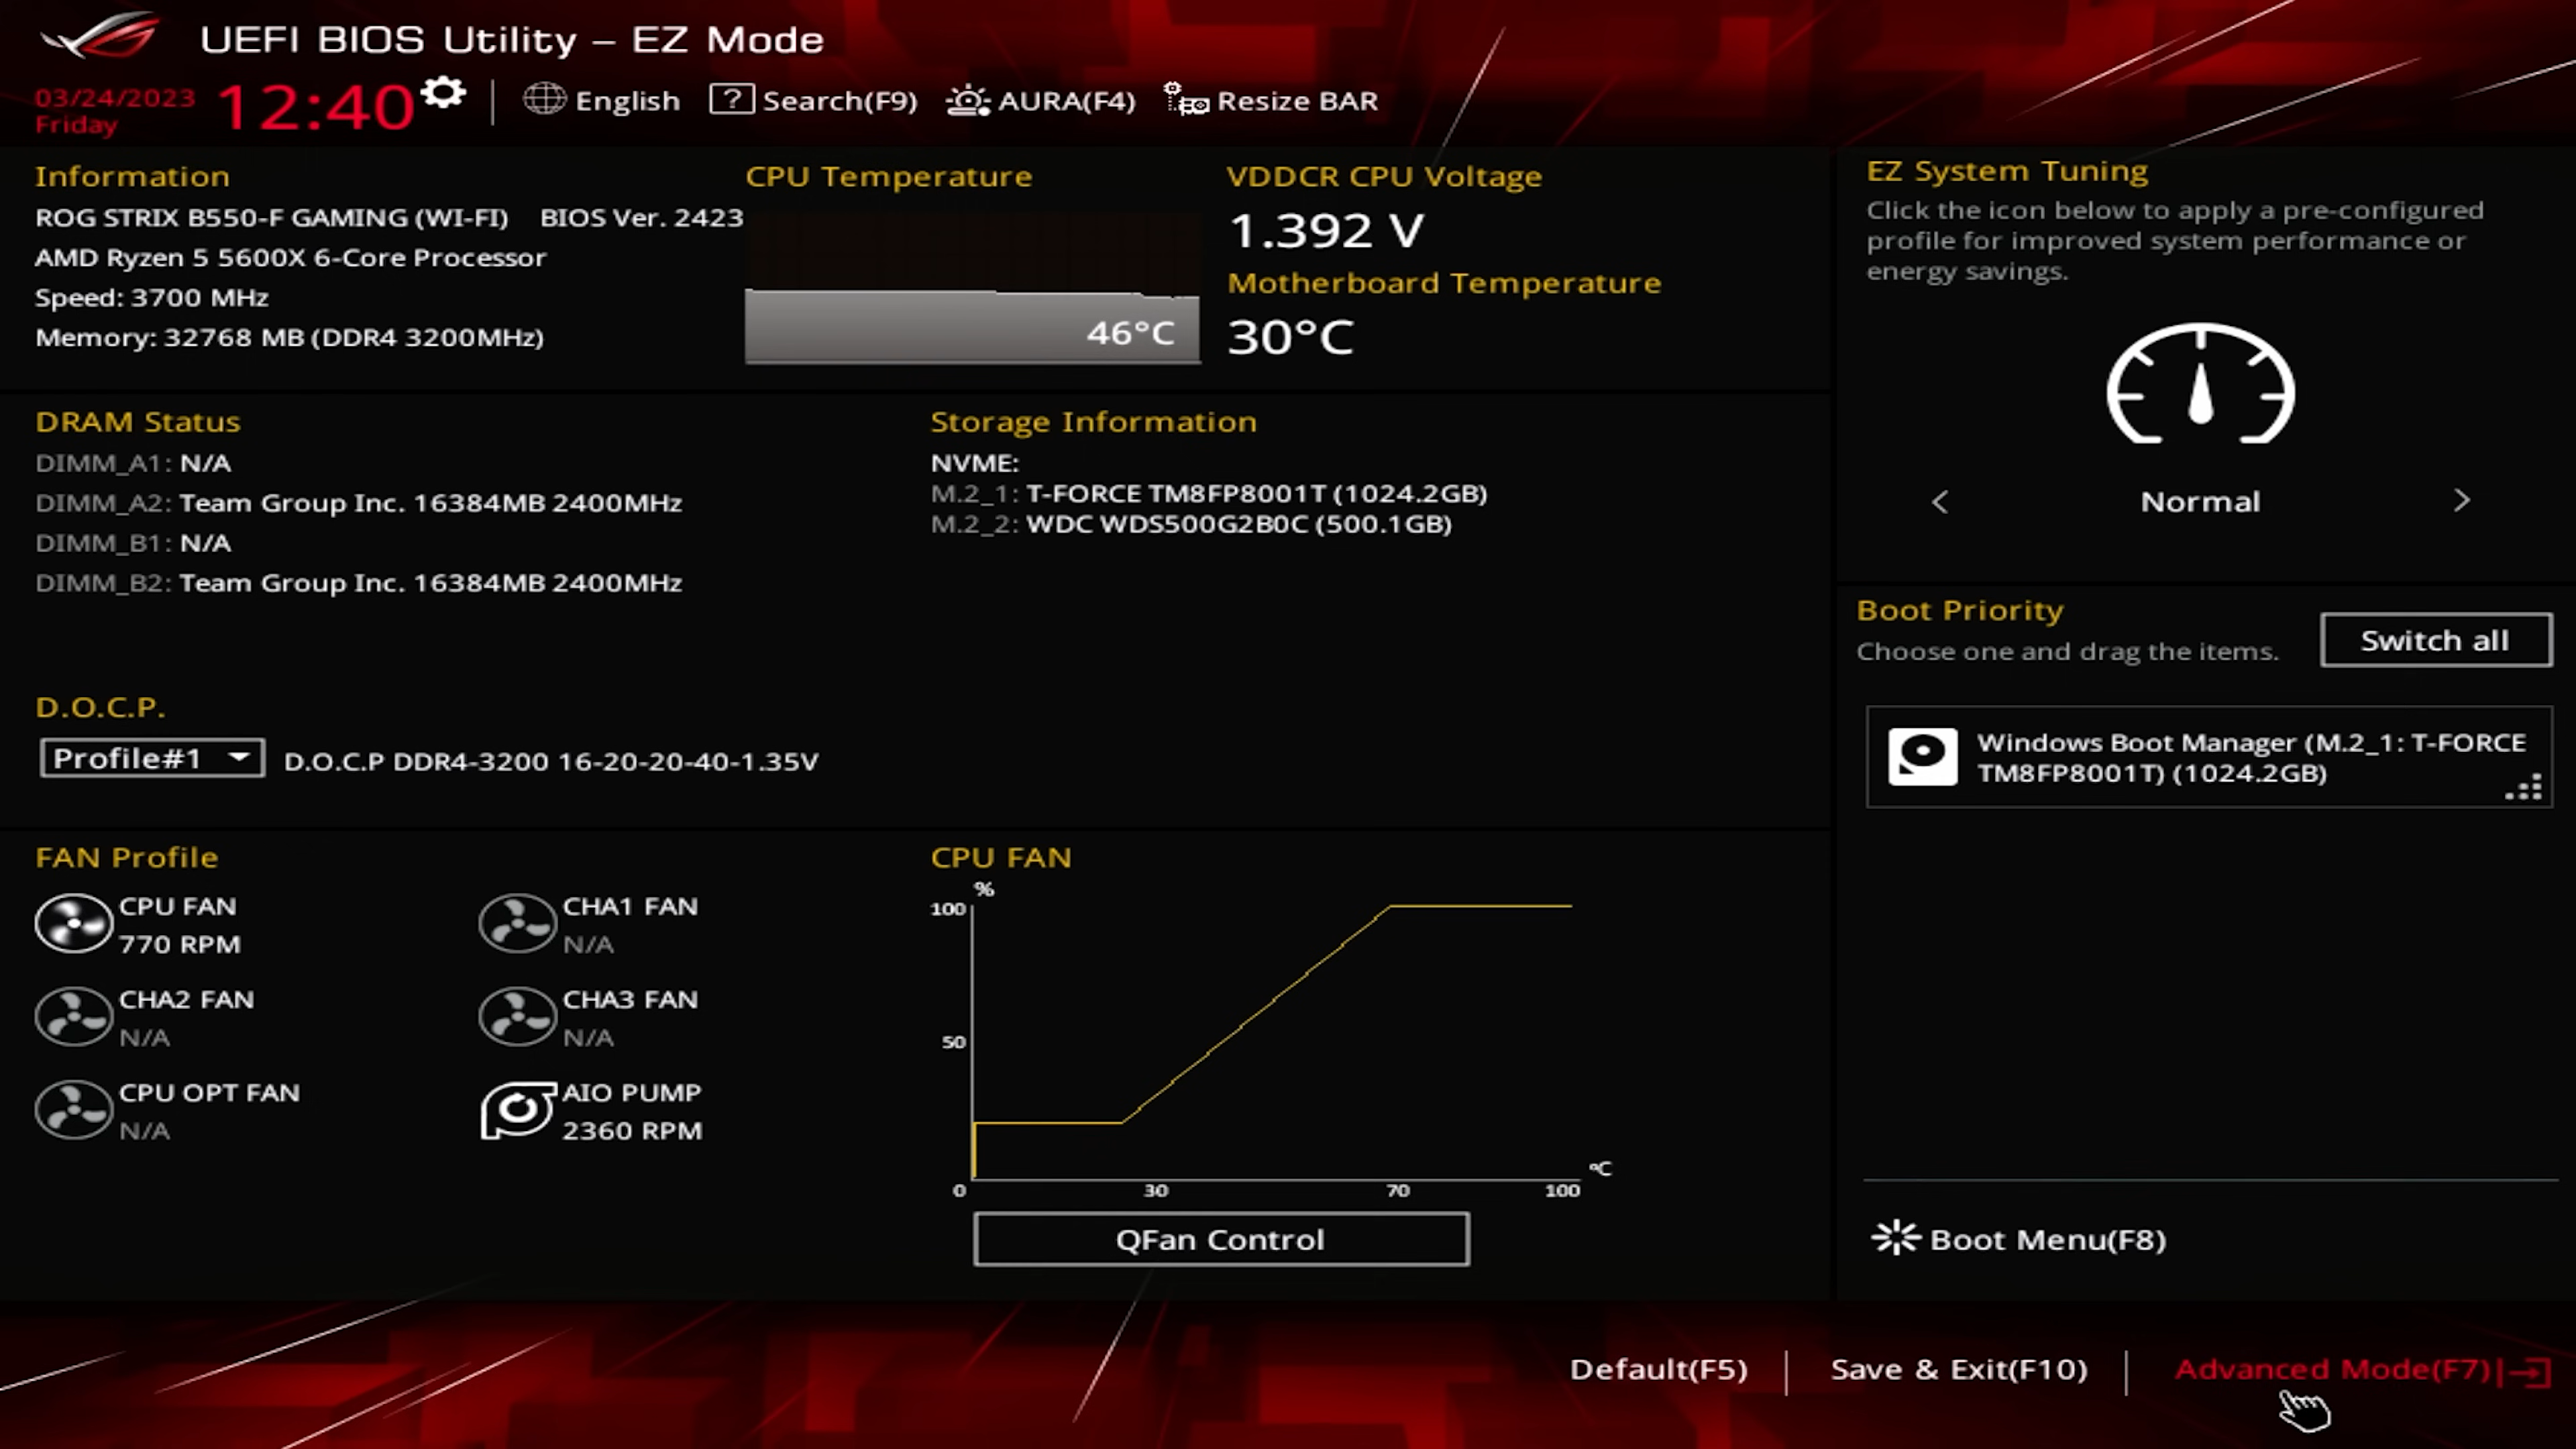 UEFI BIOS Utility – EZ Mode
03/24/2023
Friday
12:40
English
Search(F9)
AURA(F4)
Resize BAR
Information
ROG STRIX B550-F GAMING (WI-FI) BIOS Ver. 2423
AMD Ryzen 5 5600X 6-Core Processor
Speed: 3700 MHz
Memory: 32768 MB (DDR4 3200MHz)
CPU Temperature
46°C
VDDCR CPU Voltage
1.392 V
Motherboard Temperature
30°C
EZ System Tuning
Click the icon below to apply a pre-configured
profile for improved system performance or
energy savings.
Normal
DRAM Status
DIMM_A1: N/A
DIMM_A2: Team Group Inc. 16384MB 2400MHz
DIMM_B1: N/A
DIMM_B2: Team Group Inc. 16384MB 2400MHz
Storage Information
NVME:
M.2_1: T-FORCE TM8FP8001T (1024.2GB)
M.2_2: WDC WDS500G2B0C (500.1GB)
D.O.C.P.
Profile#1
D.O.C.P DDR4-3200 16-20-20-40-1.35V
Boot Priority
Choose one and drag the items.
Switch all
Windows Boot Manager (M.2_1: T-FORCE
TM8FP8001T) (1024.2GB)
FAN Profile
CPU FAN
770 RPM
CHA1 FAN
N/A
CHA2 FAN
N/A
CHA3 FAN
N/A
CPU OPT FAN
N/A
AIO PUMP
2360 RPM
CPU FAN
%
100
50
0
30
70
100
°C
QFan Control
Boot Menu(F8)
Default(F5)
Save & Exit(F10)
Advanced Mode(F7)